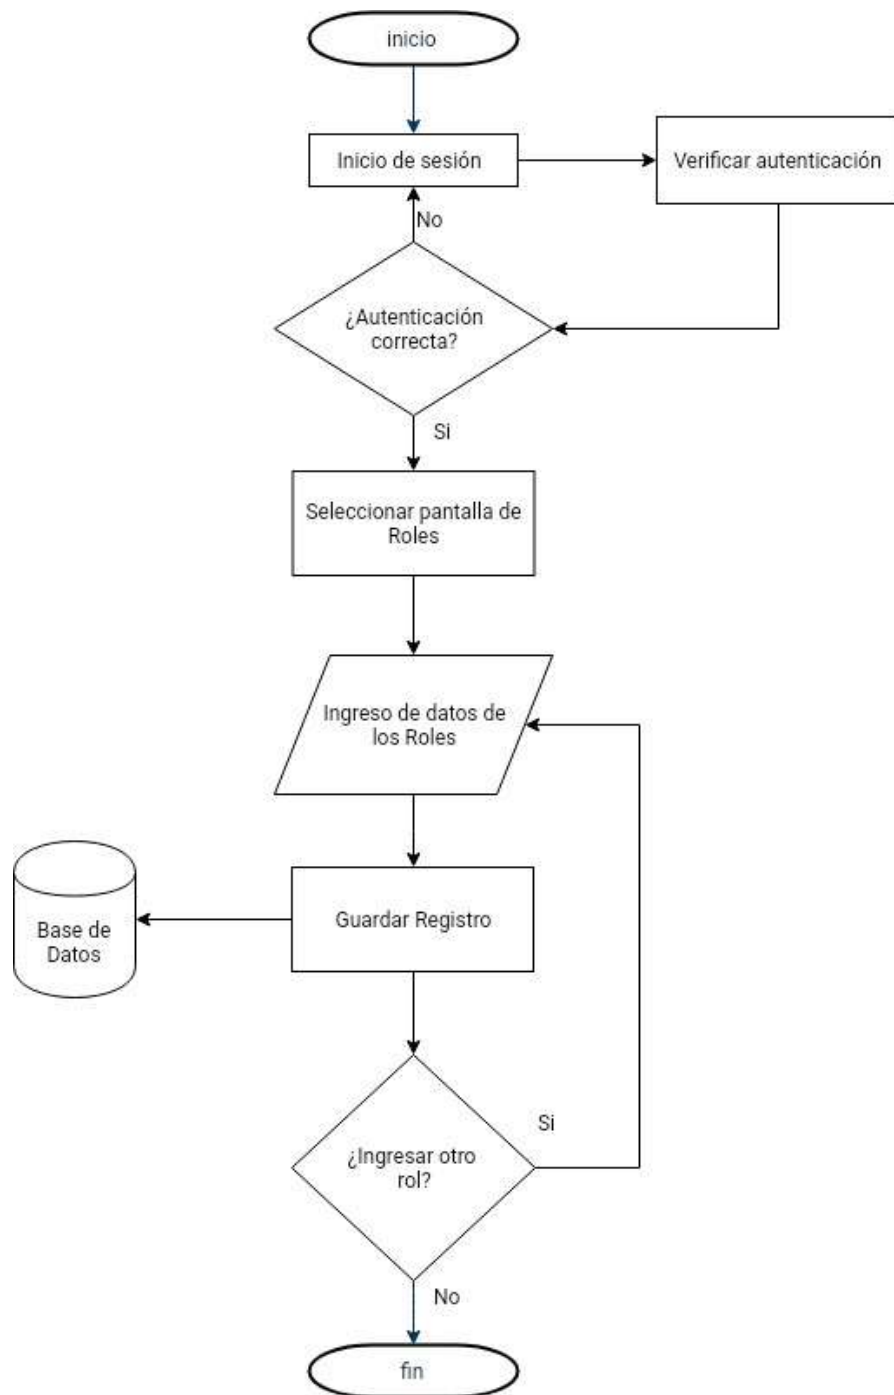 inicio
Inicio de sesión
Verificar autenticación
No
¿Autenticación
correcta?
Si
Seleccionar pantalla de
Roles
Ingreso de datos de
los Roles
Guardar Registro
Base de
Datos
Si
¿Ingresar otro
rol?
No
fin